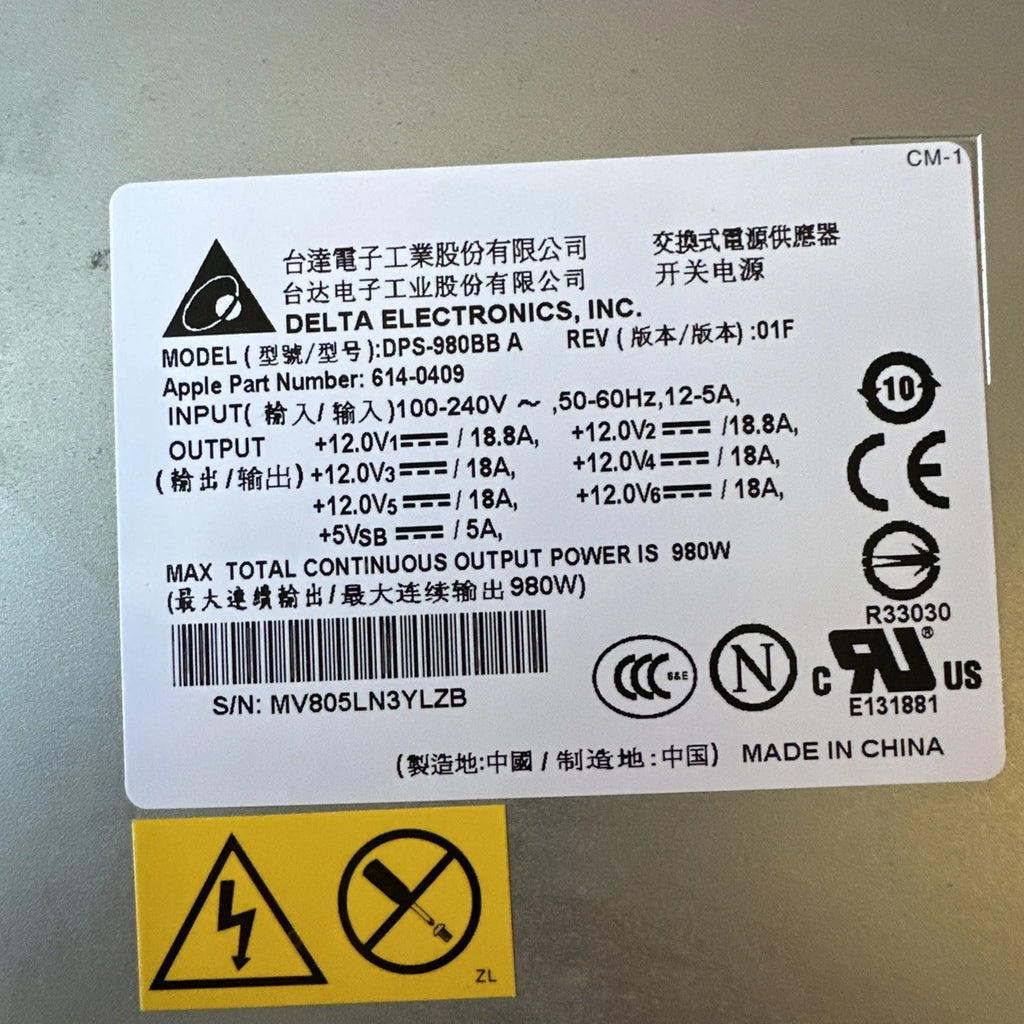 CM-1
台達電子工業股份有限公司 交換式電源供應器
台达电子工业股份有限公司 开关电源
DELTA ELECTRONICS, INC.
MODEL (型號/型号):DPS-980BB A REV (版本/版本) :01F
Apple Part Number: 614-0409
INPUT( 輸入/ 输入 )100-240V ～ ,50-60Hz,12-5A,
10
OUTPUT +12.0V1⎓ / 18.8A, +12.0V2⎓ /18.8A,
(輸出/输出) +12.0V3⎓ / 18A, +12.0V4⎓ / 18A,
+12.0V5⎓ / 18A, +12.0V6⎓ / 18A,
+5VSB ⎓ / 5A,
CE
MAX TOTAL CONTINUOUS OUTPUT POWER IS 980W
(最大連續輸出/最大连续输出980W)
R33030
S/N: MV805LN3YLZB
CCC S&E
N
C RU® US
E131881
(製造地:中國 / 制造地:中国) MADE IN CHINA
ZL